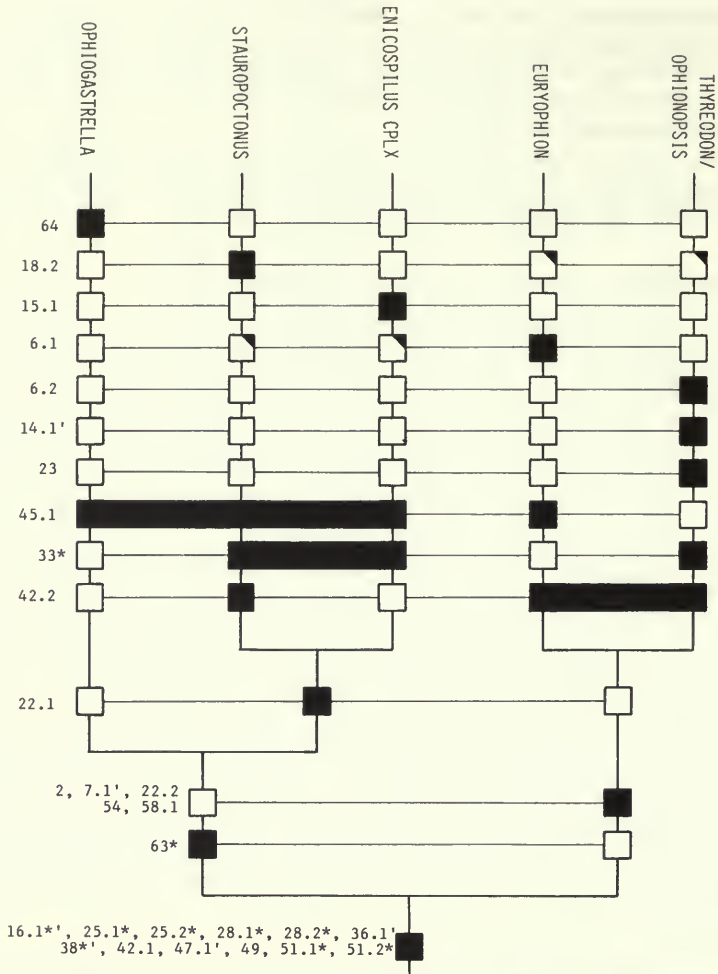 OPHIOGASTRELLA
STAUROPOCTONUS
ENICOSPILUS CPLX
EURYOPHION
THYREODON/
OPHIONOPSIS
64
18.2
15.1
6.1
6.2
14.1'
23
45.1
33*
42.2
22.1
2, 7.1', 22.2
54, 58.1
63*
16.1*', 25.1*, 25.2*, 28.1*, 28.2*, 36.1'
38*', 42.1, 47.1', 49, 51.1*, 51.2*